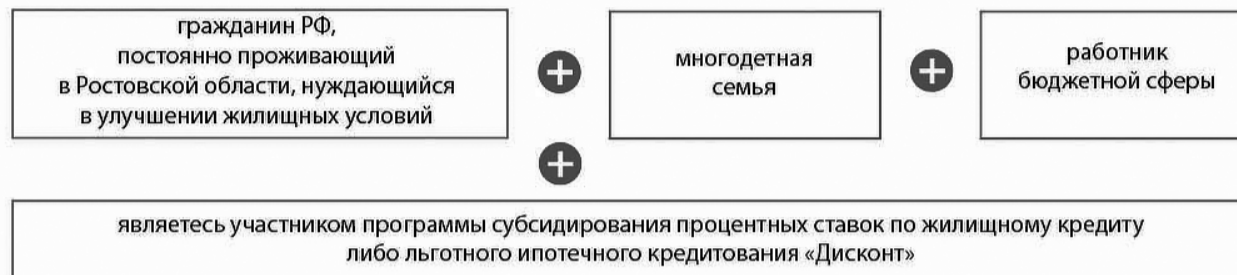 гражданин РФ,
постоянно проживающий
в Ростовской области, нуждающийся
в улучшении жилищных условий
+
многодетная
семья
+
работник
бюджетной сферы
+
являетесь участником программы субсидирования процентных ставок по жилищному кредиту
либо льготного ипотечного кредитования «Дисконт»